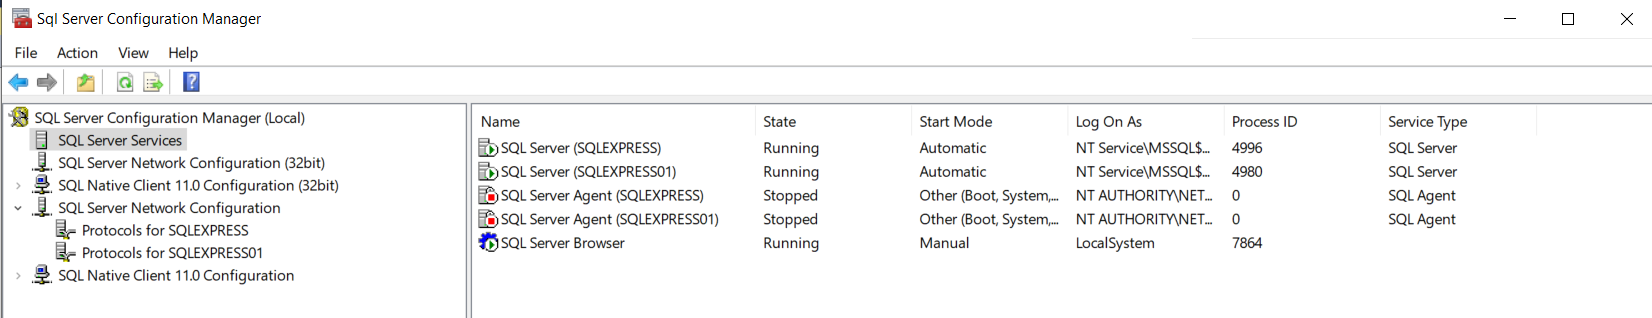 Sql Server Configuration Manager
File Action View Help
SQL Server Configuration Manager (Local)
SQL Server Services
SQL Server Network Configuration (32bit)
SQL Native Client 11.0 Configuration (32bit)
SQL Server Network Configuration
Protocols for SQLEXPRESS
Protocols for SQLEXPRESS01
SQL Native Client 11.0 Configuration
Name State Start Mode Log On As Process ID Service Type
SQL Server (SQLEXPRESS) Running Automatic NT Service\MSSQL$... 4996 SQL Server
SQL Server (SQLEXPRESS01) Running Automatic NT Service\MSSQL$... 4980 SQL Server
SQL Server Agent (SQLEXPRESS) Stopped Other (Boot, System,... NT AUTHORITY\NET... 0 SQL Agent
SQL Server Agent (SQLEXPRESS01) Stopped Other (Boot, System,... NT AUTHORITY\NET... 0 SQL Agent
SQL Server Browser Running Manual LocalSystem 7864